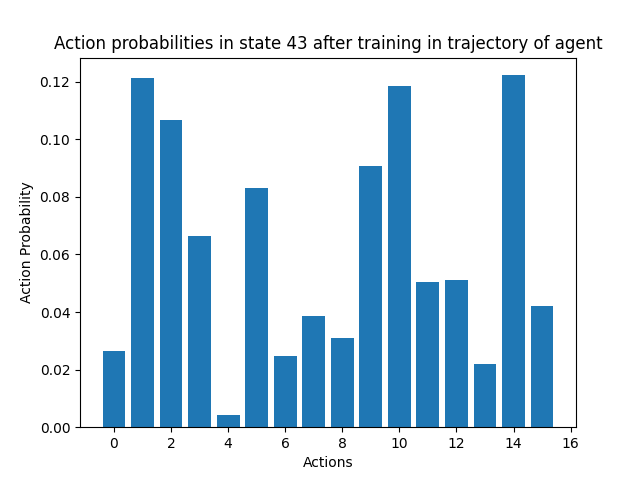 Action probabilities in state 43 after training in trajectory of agent
0.12
0.10
0.08
0.06
0.04
0.02
0.00
Action Probability
0 2 4 6 8 10 12 14 16
Actions